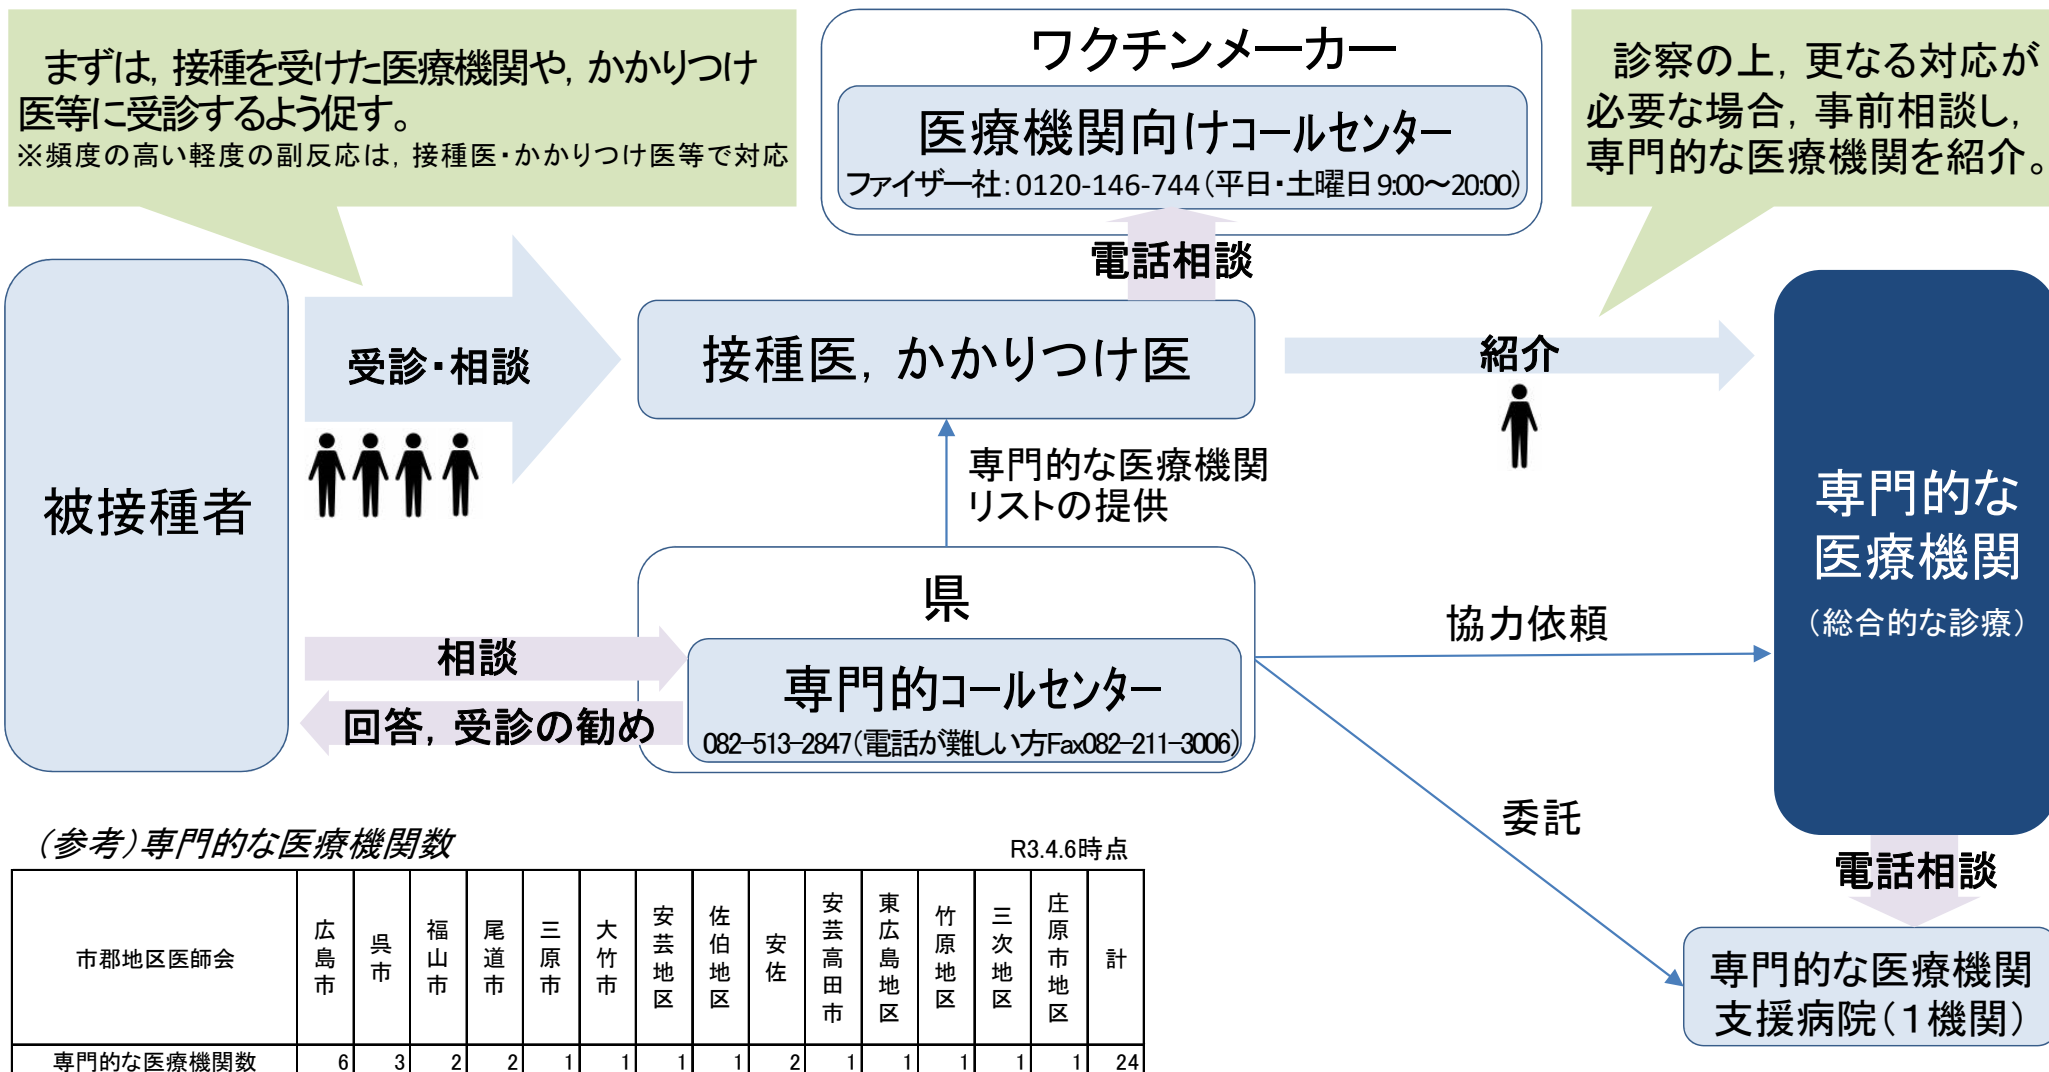 まずは，接種を受けた医療機関や，かかりつけ
医等に受診するよう促す。
※頻度の高い軽度の副反応は，接種医・かかりつけ医等で対応
ワクチンメーカー
医療機関向けコールセンター
ファイザー社：0120-146-744（平日・土曜日9:00～20:00）
診察の上，更なる対応が
必要な場合，事前相談し，
専門的な医療機関を紹介。
電話相談
被接種者
受診・相談
接種医，かかりつけ医
紹介
専門的な医療機関
リストの提供
専門的な
医療機関
（総合的な診療）
県
専門的コールセンター
082-513-2847（電話が難しい方Fax082-211-3006）
相談
回答，受診の勧め
協力依頼
委託
電話相談
専門的な医療機関
支援病院（１機関）
（参考）専門的な医療機関数
R3.4.6時点
市郡地区医師会 広島市 呉市 福山市 尾道市 三原市 大竹市 安芸地区 佐伯地区 安佐 安芸高田市 東広島地区 竹原地区 三次地区 庄原市地区 計
専門的な医療機関数 6 3 2 2 1 1 1 1 2 1 1 1 1 1 24